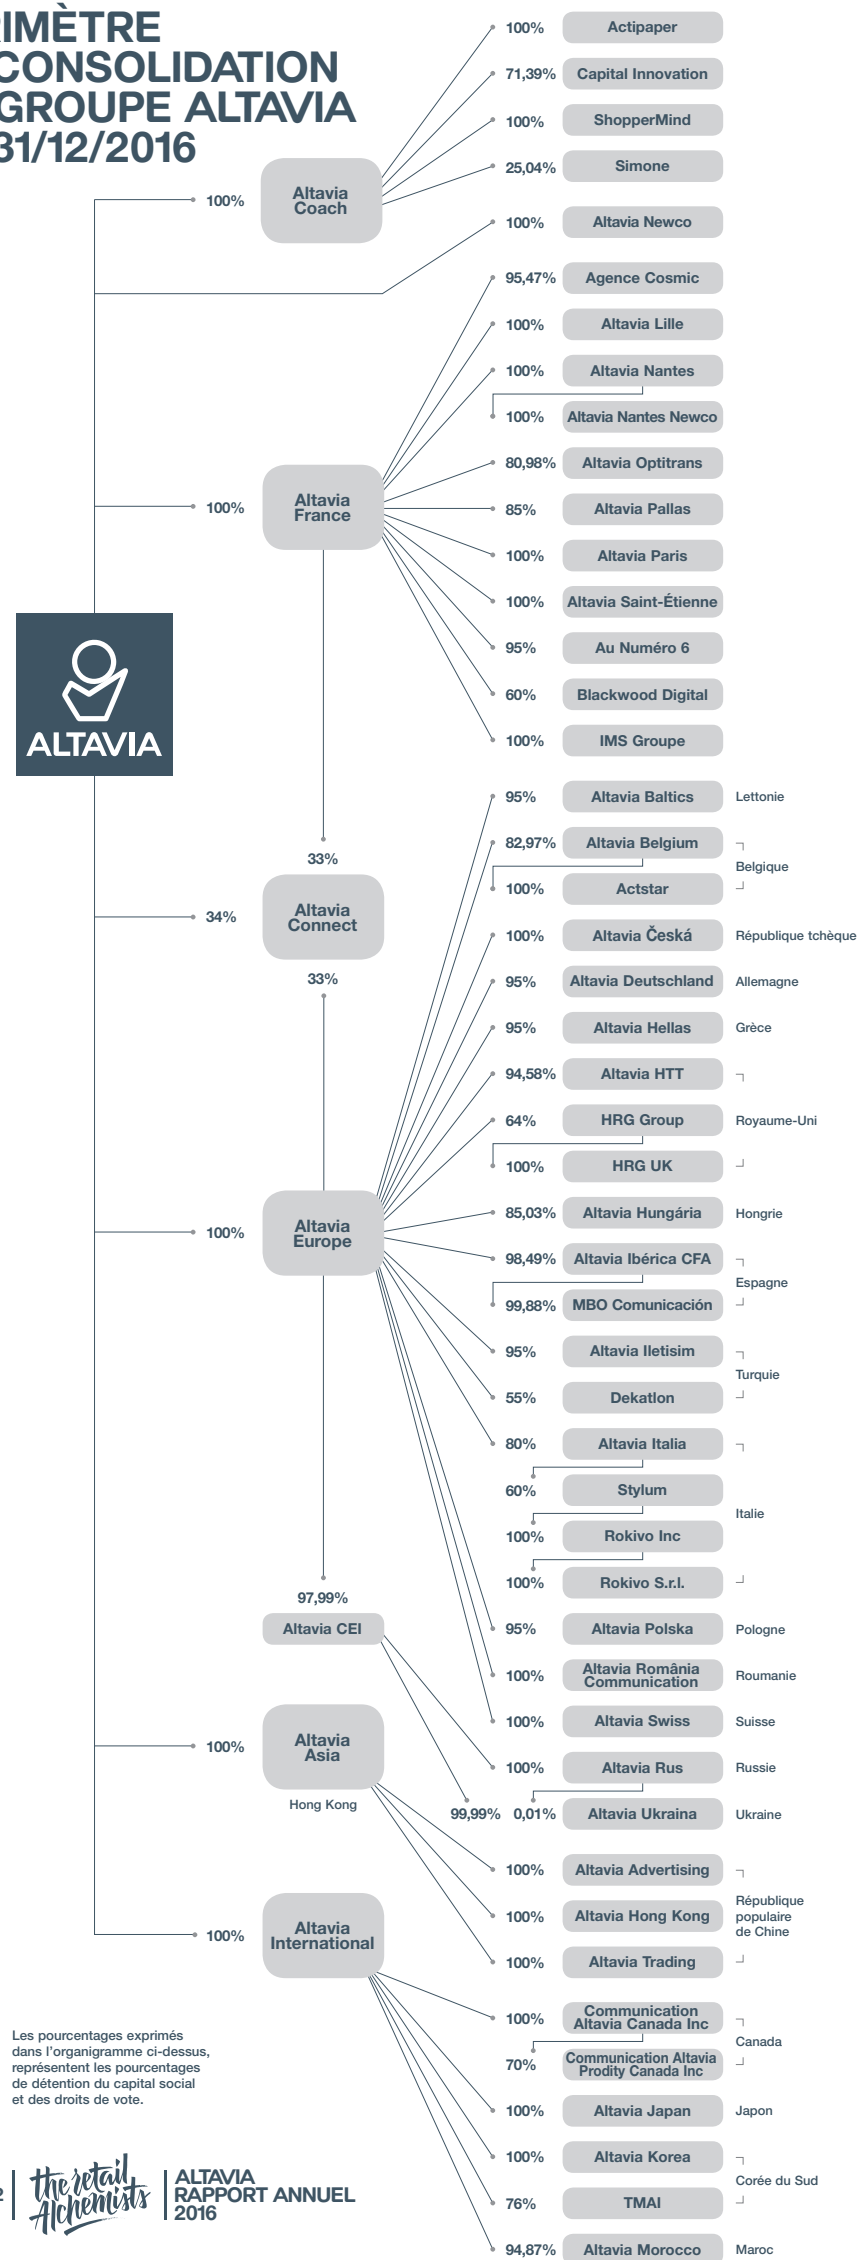 RIMÈTRE
CONSOLIDATION
GROUPE ALTAVIA
31/12/2016
100% Actipaper
71,39% Capital Innovation
100% ShopperMind
25,04% Simone
100% Altavia
Coach
100% Altavia Newco
95,47% Agence Cosmic
100% Altavia Lille
100% Altavia Nantes
100% Altavia Nantes Newco
80,98% Altavia Optitrans
100% Altavia
France
85% Altavia Pallas
100% Altavia Paris
100% Altavia Saint-Étienne
95% Au Numéro 6
60% Blackwood Digital
100% IMS Groupe
ALTAVIA
95% Altavia Baltics Lettonie
82,97% Altavia Belgium
Belgique
100% Actstar
33%
34% Altavia
Connect
33%
100% Altavia Česká République tchèque
95% Altavia Deutschland Allemagne
95% Altavia Hellas Grèce
94,58% Altavia HTT
64% HRG Group Royaume-Uni
100% HRG UK
85,03% Altavia Hungária Hongrie
100% Altavia
Europe
98,49% Altavia Ibérica CFA
Espagne
99,88% MBO Comunicación
95% Altavia Iletisim
Turquie
55% Dekatlon
80% Altavia Italia
60% Stylum
Italie
100% Rokivo Inc
100% Rokivo S.r.l.
97,99%
Altavia CEI
95% Altavia Polska Pologne
100% Altavia România
Communication Roumanie
100% Altavia Swiss Suisse
100% Altavia
Asia
Hong Kong
100% Altavia Rus Russie
99,99% 0,01% Altavia Ukraina Ukraine
100% Altavia Advertising
100% Altavia Hong Kong
République
populaire
de Chine
100% Altavia Trading
100% Altavia
International
100% Communication
Altavia Canada Inc
Canada
70% Communication Altavia
Prodity Canada Inc
100% Altavia Japan Japon
100% Altavia Korea
Corée du Sud
76% TMAI
94,87% Altavia Morocco Maroc
Les pourcentages exprimés
dans l'organigramme ci-dessus,
représentent les pourcentages
de détention du capital social
et des droits de vote.
2
the retail
Alchemists
ALTAVIA
RAPPORT ANNUEL
2016